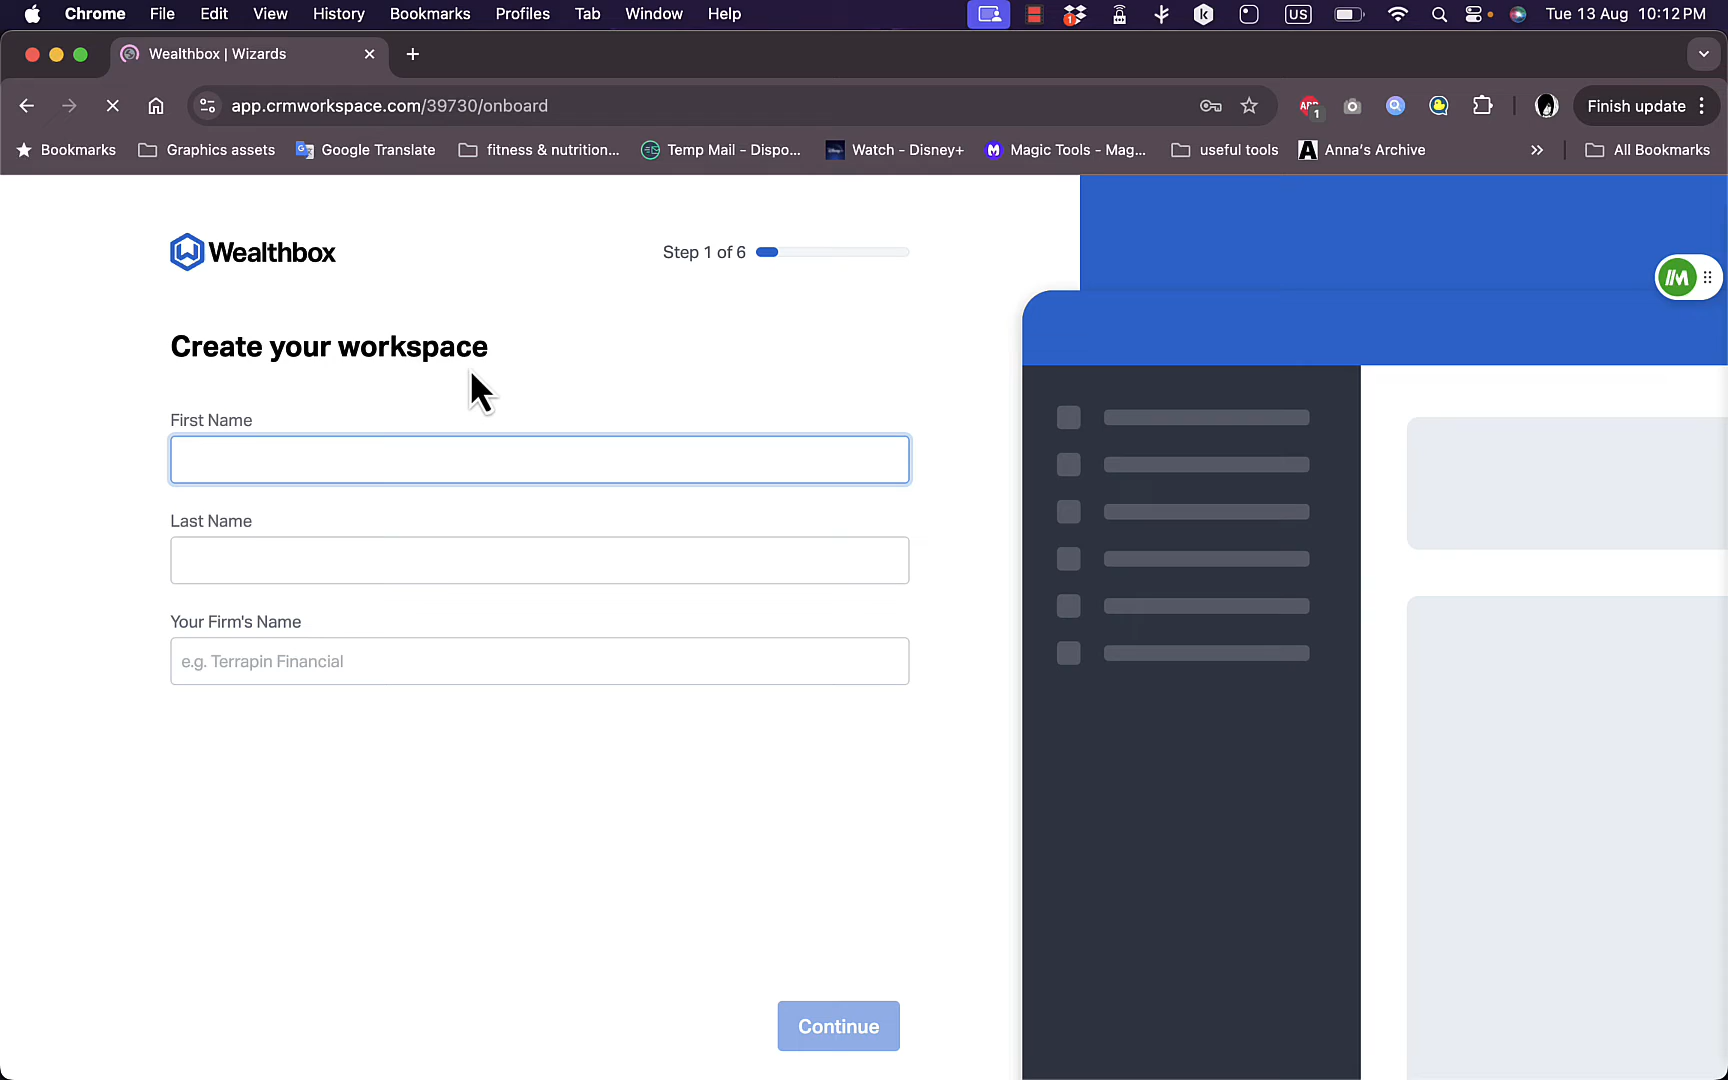 Chrome File Edit View History Bookmarks Profiles Tab Window Help US Tue 13 Aug 10:12 PM
Wealthbox | Wizards
app.crmworkspace.com/39730/onboard Finish update
Bookmarks Graphics assets Google Translate fitness & nutrition... Temp Mail - Dispo... Watch - Disney+ Magic Tools - Mag... useful tools Anna's Archive All Bookmarks
Wealthbox Step 1 of 6
Create your workspace
First Name
Last Name
Your Firm's Name
e.g. Terrapin Financial
Continue